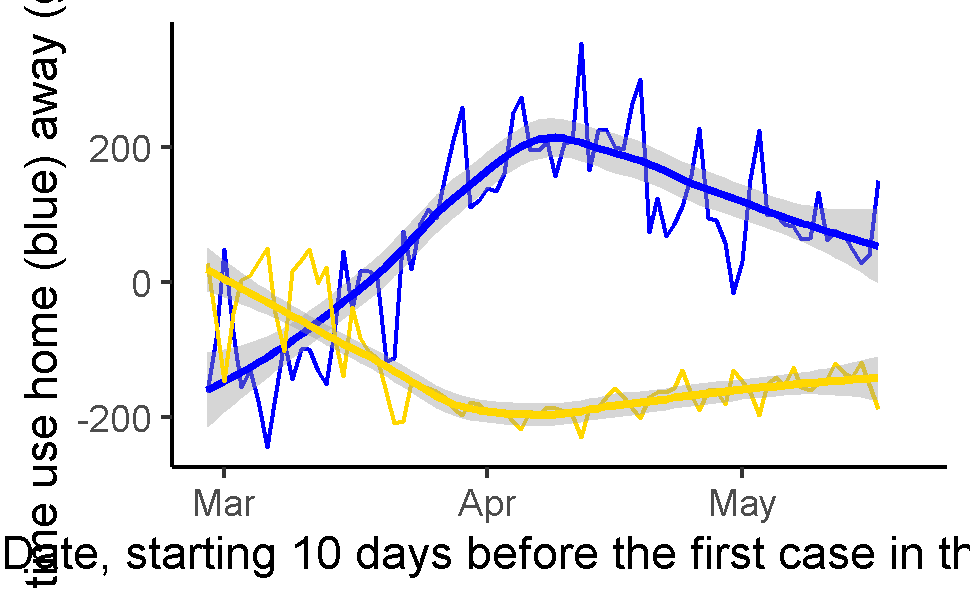 time use home (blue) away (
200
0
-200
Mar Apr May
Date, starting 10 days before the first case in th